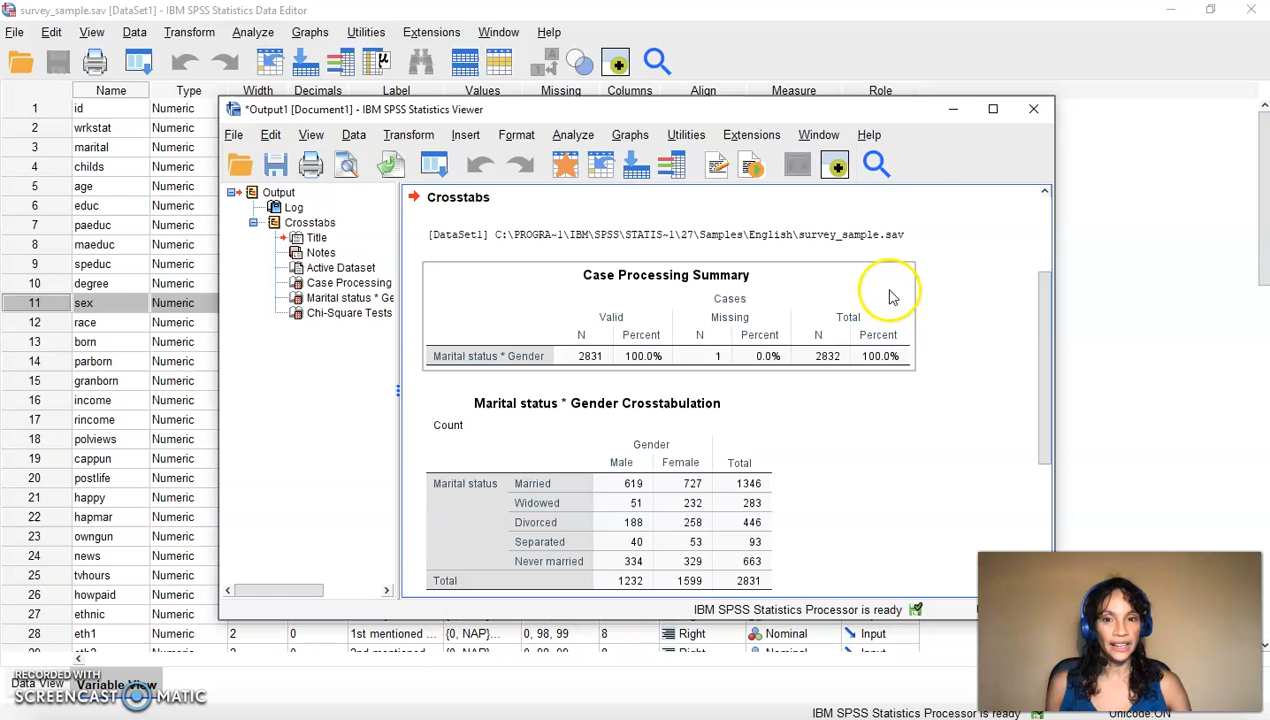 survey_sample.sav [DataSet1] - IBM SPSS Statistics Data Editor
File Edit View Data Transform Analyze Graphs Utilities Extensions Window Help
Name Type Width Decimals Label Values Missing Columns Align Measure Role
1 id Numeric
2 wrkstat Numeric
3 marital Numeric
4 childs Numeric
5 age Numeric
6 educ Numeric
7 paeduc Numeric
8 maeduc Numeric
9 speduc Numeric
10 degree Numeric
11 sex Numeric
12 race Numeric
13 born Numeric
14 parborn Numeric
15 granborn Numeric
16 income Numeric
17 rincome Numeric
18 polviews Numeric
19 cappun Numeric
20 postlife Numeric
21 happy Numeric
22 hapmar Numeric
23 owngun Numeric
24 news Numeric
25 tvhours Numeric
26 howpaid Numeric
27 ethnic Numeric
28 eth1 Numeric 2 0 1st mentioned ... {0, NAP}... 0, 98, 99 8 Right Nominal Input
*Output1 [Document1] - IBM SPSS Statistics Viewer
File Edit View Data Transform Insert Format Analyze Graphs Utilities Extensions Window Help
Output
Log
Crosstabs
Title
Notes
Active Dataset
Case Processing
Marital status * Ge
Chi-Square Tests
Crosstabs
[DataSet1] C:\PROGRA~1\IBM\SPSS\STATIS~1\27\Samples\English\survey_sample.sav
Case Processing Summary
Cases
Valid Missing Total
N Percent N Percent N Percent
Marital status * Gender 2831 100.0% 1 0.0% 2832 100.0%
Marital status * Gender Crosstabulation
Count
Gender
Male Female Total
Marital status Married 619 727 1346
Widowed 51 232 283
Divorced 188 258 446
Separated 40 53 93
Never married 334 329 663
Total 1232 1599 2831
IBM SPSS Statistics Processor is ready
RECORDED WITH
SCREENCAST MATIC
Data View Variable View
IBM SPSS Statistics Processor is ready Unicode:ON